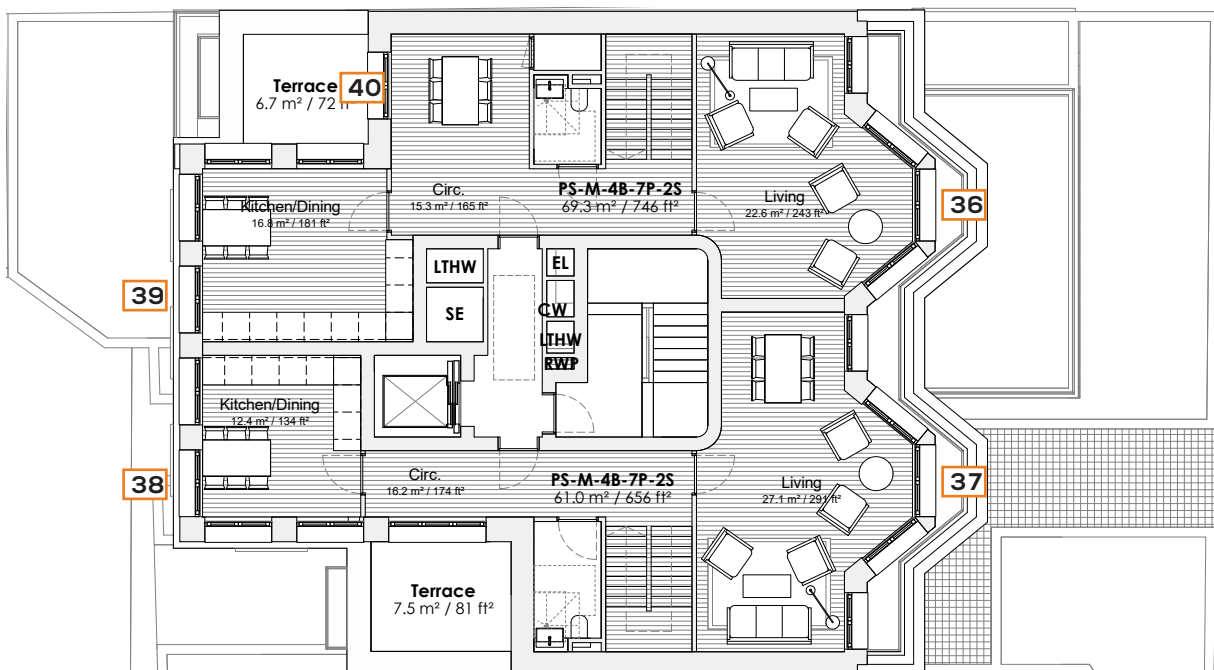 Terrace
6.7 m² / 72 ft²
40
Circ.
15.3 m² / 165 ft²
PS-M-4B-7P-2S
69.3 m² / 746 ft²
Living
22.6 m² / 243 ft²
36
Kitchen/Dining
16.8 m² / 181 ft²
39
LTHW
SE
EL
CW
LTHW
RWP
Kitchen/Dining
12.4 m² / 134 ft²
38
Circ.
16.2 m² / 174 ft²
PS-M-4B-7P-2S
61.0 m² / 656 ft²
Living
27.1 m² / 291 ft²
37
Terrace
7.5 m² / 81 ft²